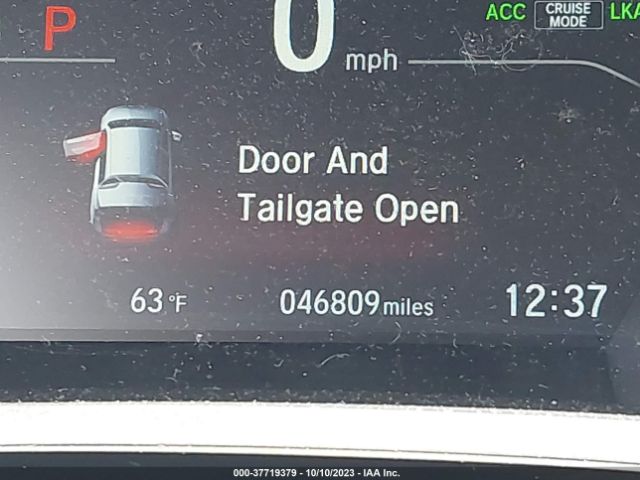 P
0 mph
ACC CRUISE MODE LKA
Door And
Tailgate Open
63 °F 046809 miles 12:37
000-37719379 - 10/10/2023 - IAA Inc.